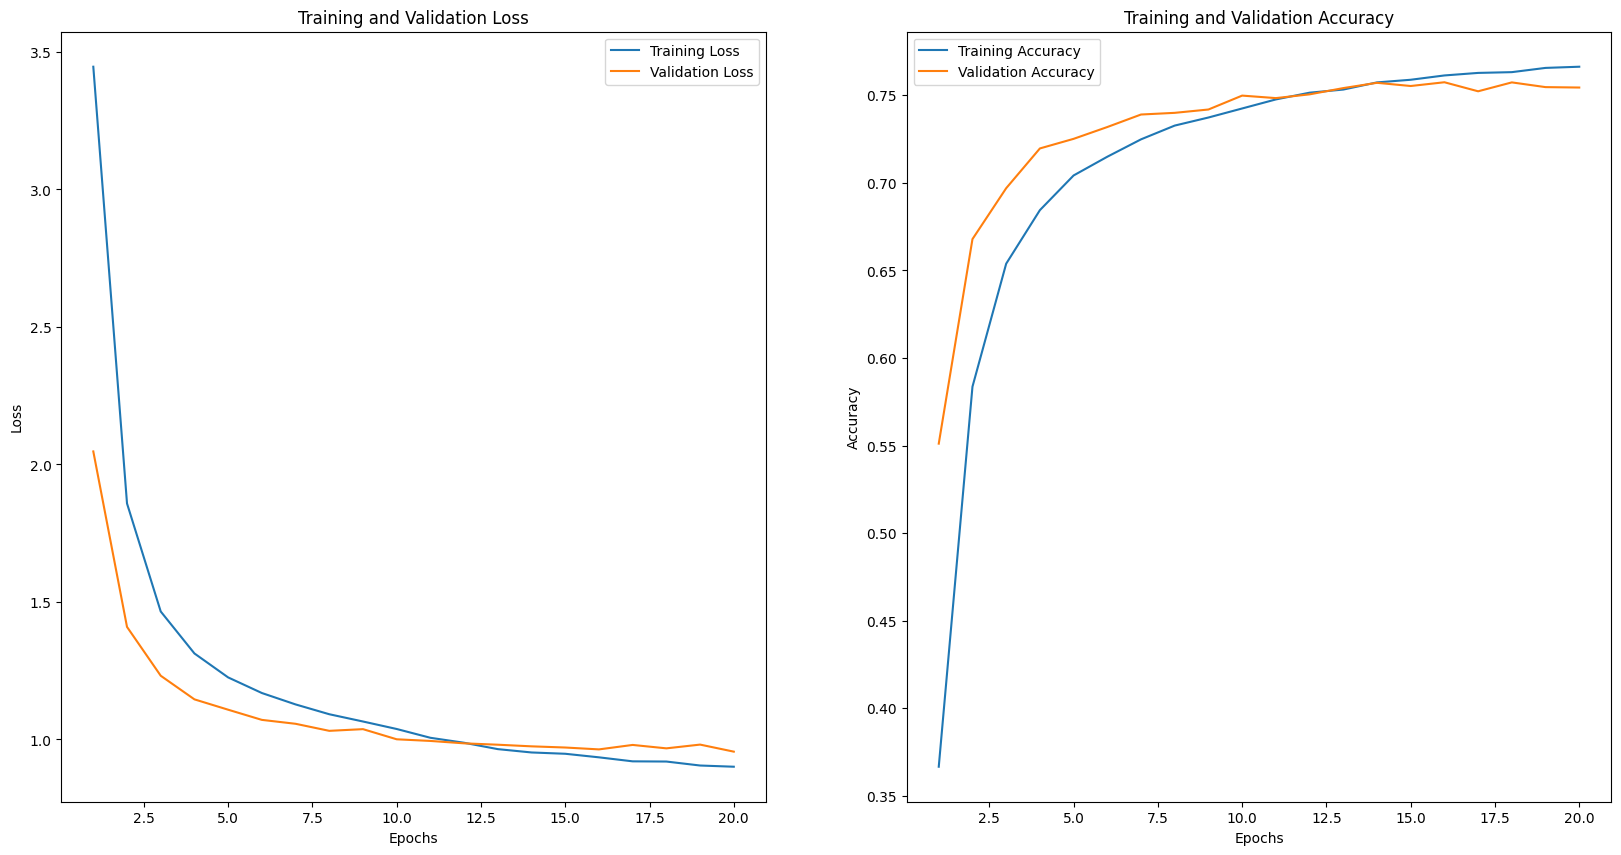 Training and Validation Loss
Training Loss
Validation Loss
3.5
3.0
2.5
2.0
1.5
1.0
Loss
2.5 5.0 7.5 10.0 12.5 15.0 17.5 20.0
Epochs
Training and Validation Accuracy
Training Accuracy
Validation Accuracy
0.75
0.70
0.65
0.60
0.55
0.50
0.45
0.40
0.35
Accuracy
2.5 5.0 7.5 10.0 12.5 15.0 17.5 20.0
Epochs